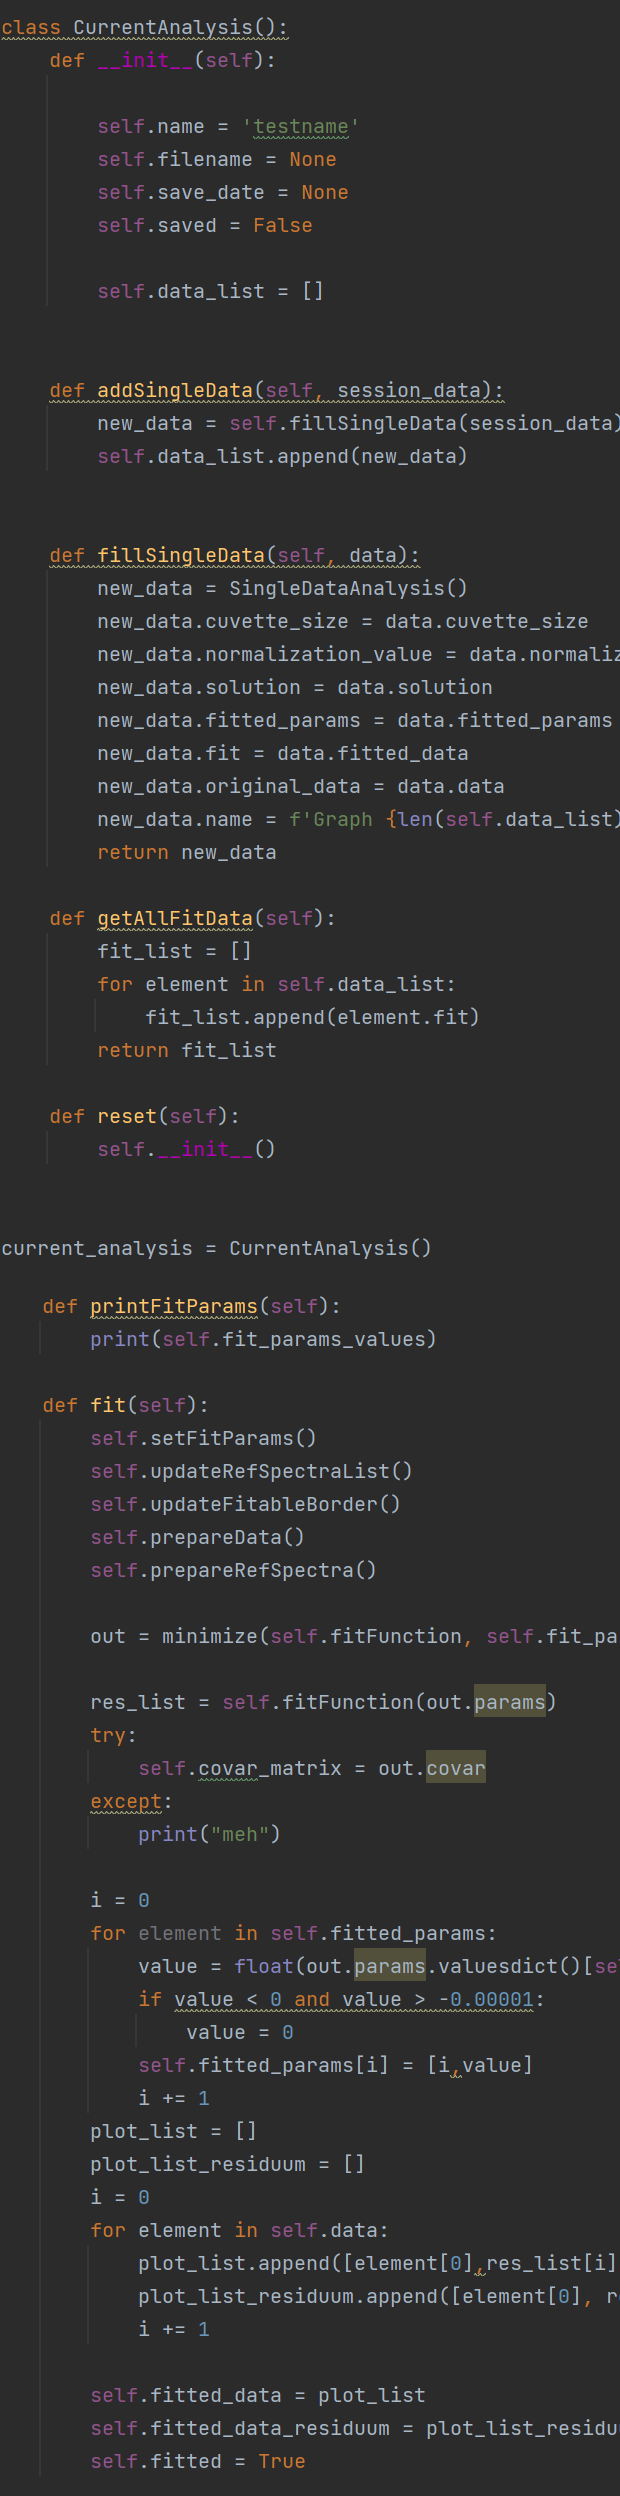 class CurrentAnalysis():
    def __init__(self):

        self.name = 'testname'
        self.filename = None
        self.save_date = None
        self.saved = False

        self.data_list = []


    def addSingleData(self, session_data):
        new_data = self.fillSingleData(session_data)
        self.data_list.append(new_data)


    def fillSingleData(self, data):
        new_data = SingleDataAnalysis()
        new_data.cuvette_size = data.cuvette_size
        new_data.normalization_value = data.normaliz
        new_data.solution = data.solution
        new_data.fitted_params = data.fitted_params
        new_data.fit = data.fitted_data
        new_data.original_data = data.data
        new_data.name = f'Graph {len(self.data_list)
        return new_data

    def getAllFitData(self):
        fit_list = []
        for element in self.data_list:
            fit_list.append(element.fit)
        return fit_list

    def reset(self):
        self.__init__()


current_analysis = CurrentAnalysis()

    def printFitParams(self):
        print(self.fit_params_values)

    def fit(self):
        self.setFitParams()
        self.updateRefSpectraList()
        self.updateFitableBorder()
        self.prepareData()
        self.prepareRefSpectra()

        out = minimize(self.fitFunction, self.fit_pa

        res_list = self.fitFunction(out.params)
        try:
            self.covar_matrix = out.covar
        except:
            print("meh")

        i = 0
        for element in self.fitted_params:
            value = float(out.params.valuesdict()[sel
            if value < 0 and value > -0.00001:
                value = 0
            self.fitted_params[i] = [i,value]
            i += 1
        plot_list = []
        plot_list_residuum = []
        i = 0
        for element in self.data:
            plot_list.append([element[0],res_list[i]
            plot_list_residuum.append([element[0], re
            i += 1

        self.fitted_data = plot_list
        self.fitted_data_residuum = plot_list_residuu
        self.fitted = True